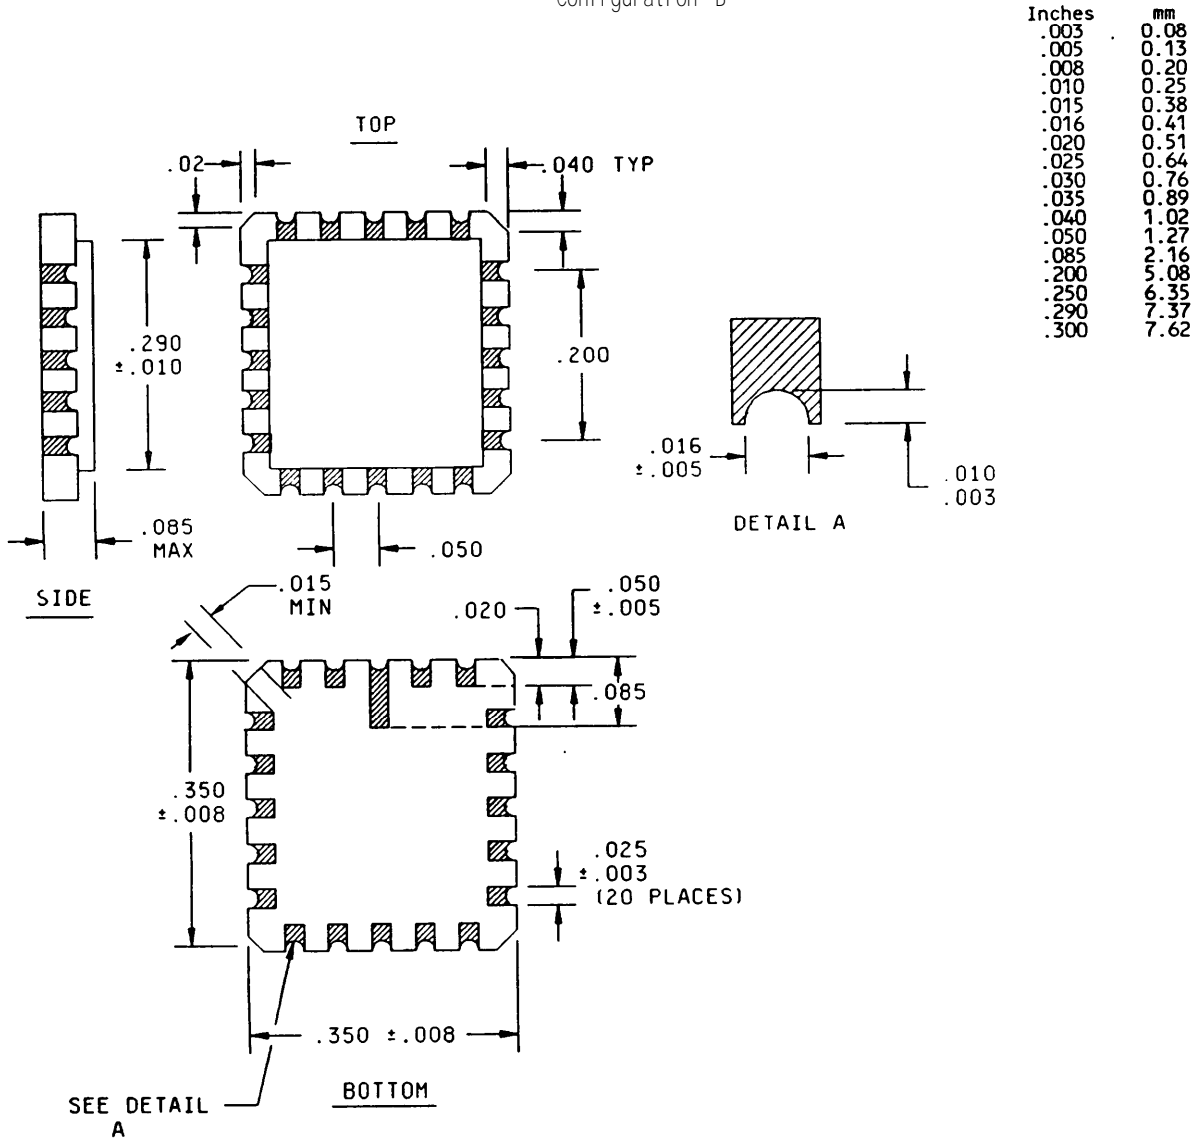 Configuration B
Inches mm
.003 . 0.08
.005 0.13
.008 0.20
.010 0.25
.015 0.38
.016 0.41
.020 0.51
.025 0.64
.030 0.76
.035 0.89
.040 1.02
.050 1.27
.085 2.16
.200 5.08
.250 6.35
.290 7.37
.300 7.62
TOP
.02
.040 TYP
.290
±.010
.200
.085
MAX
.050
SIDE
.016
±.005
.010
.003
DETAIL A
.015
MIN
.020
.050
±.005
.085
.350
±.008
.025
±.003
(20 PLACES)
.350 ±.008
SEE DETAIL
A
BOTTOM